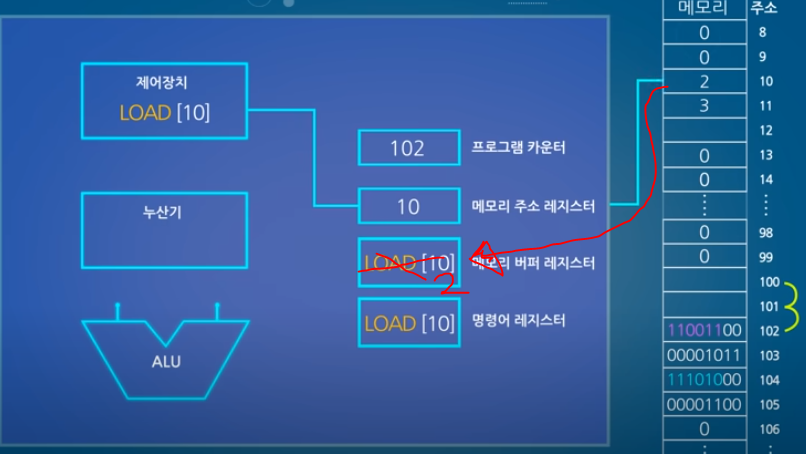 제어장치
LOAD [10]
누산기
ALU
102 프로그램 카운터
10 메모리 주소 레지스터
LOAD [10] 메모리 버퍼 레지스터
2
LOAD [10] 명령어 레지스터
메모리 주소
0 8
0 9
2 10
3 11
12
0 13
0 14
⋮ ⋮
0 98
0 99
100
101
11001100 102
00001011 103
11101000 104
00001100 105
0 106